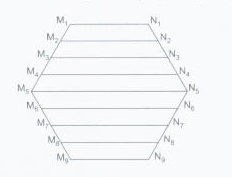 M₁ N₁
M₂ N₂
M₃ N₃
M₄ N₄
M₅ N₅
M₆ N₆
M₇ N₇
M₈ N₈
M₉ N₉